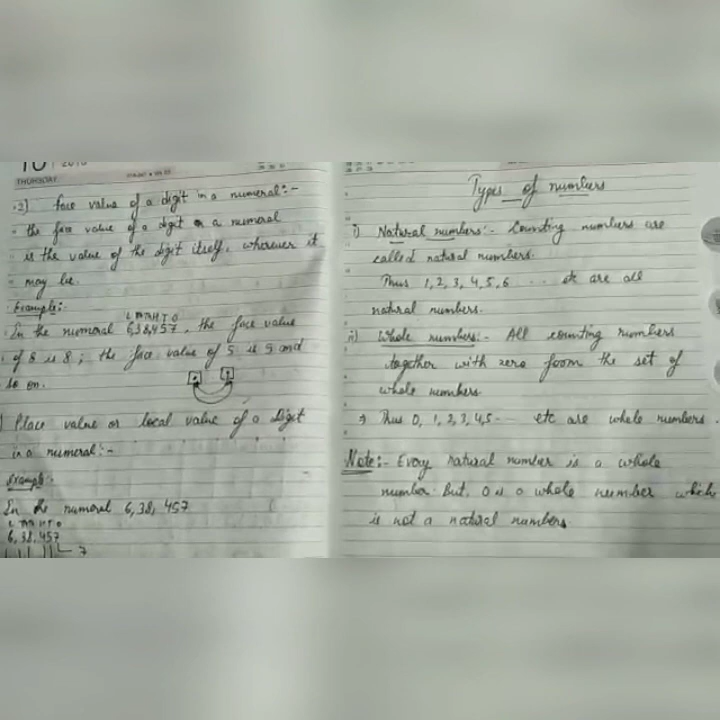 THURSDAY
2) face value of a digit in a numeral:-
the face value of a digit in a numeral
is the value of the digit itself, wherever it
may be.
Example:-
L TTH TH H T O
In the numeral 6,38,457, the face value
of 8 is 8; the face value of 5 is 5 and
so on.
Place value or local value of a digit
in a numeral:-
Example:-
In the numeral 6,38,457
6,38,457
7
Types of numbers
i) Natural numbers:- Counting numbers are
called natural numbers.
Thus 1,2,3,4,5,6 ... etc are all
natural numbers.
ii) Whole numbers:- All counting numbers
together with zero foom the set of
whole numbers.
⇒ Thus 0,1,2,3,4,5... etc are whole numbers.
Note:- Every natural number is a whole
number. But, 0 is a whole number which
is not a natural numbers.